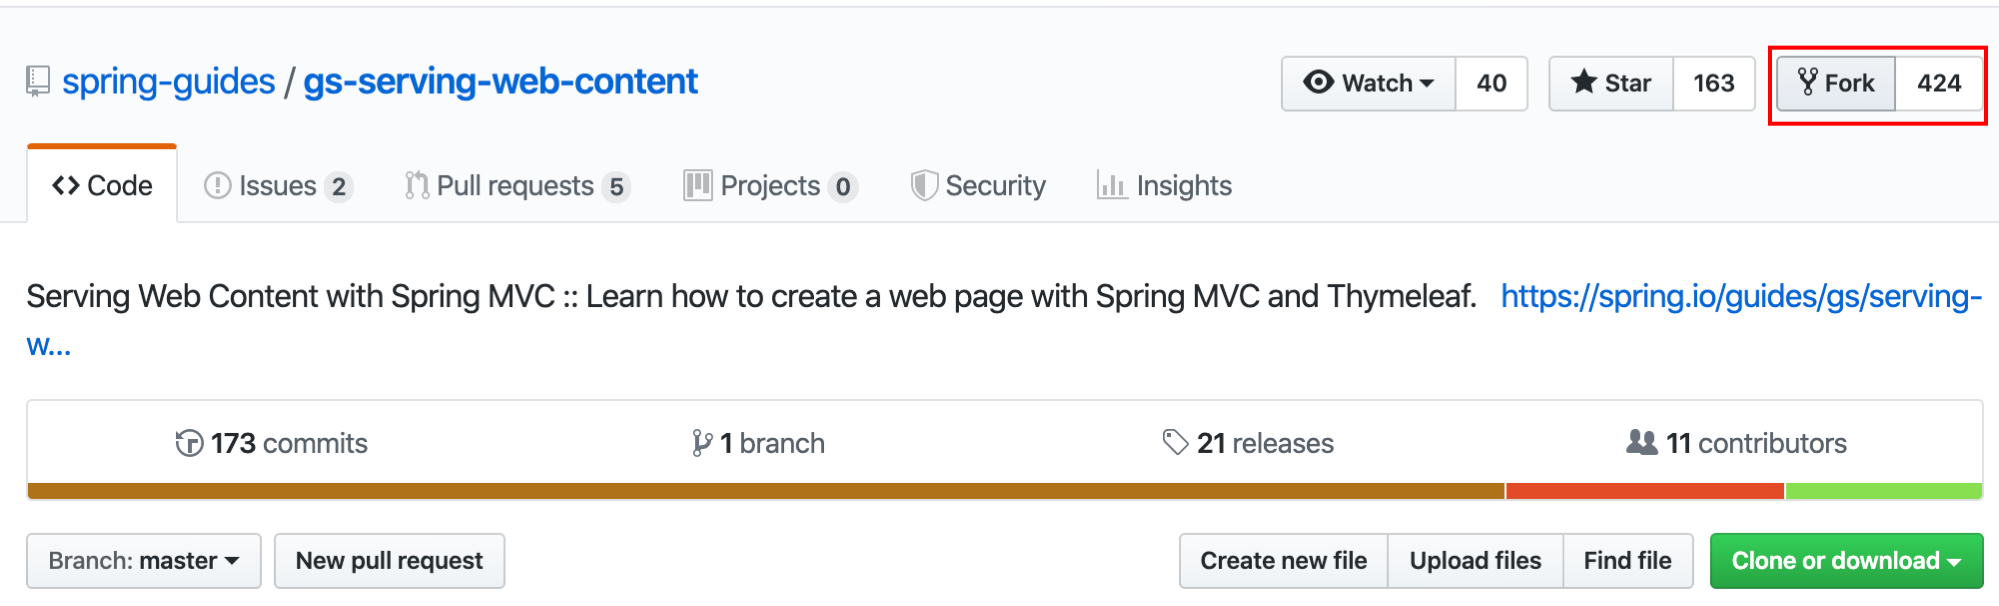 spring-guides / gs-serving-web-content
Watch 40 Star 163 Fork 424
Code Issues 2 Pull requests 5 Projects 0 Security Insights
Serving Web Content with Spring MVC :: Learn how to create a web page with Spring MVC and Thymeleaf. https://spring.io/guides/gs/serving-
w...
173 commits 1 branch 21 releases 11 contributors
Branch: master New pull request Create new file Upload files Find file Clone or download